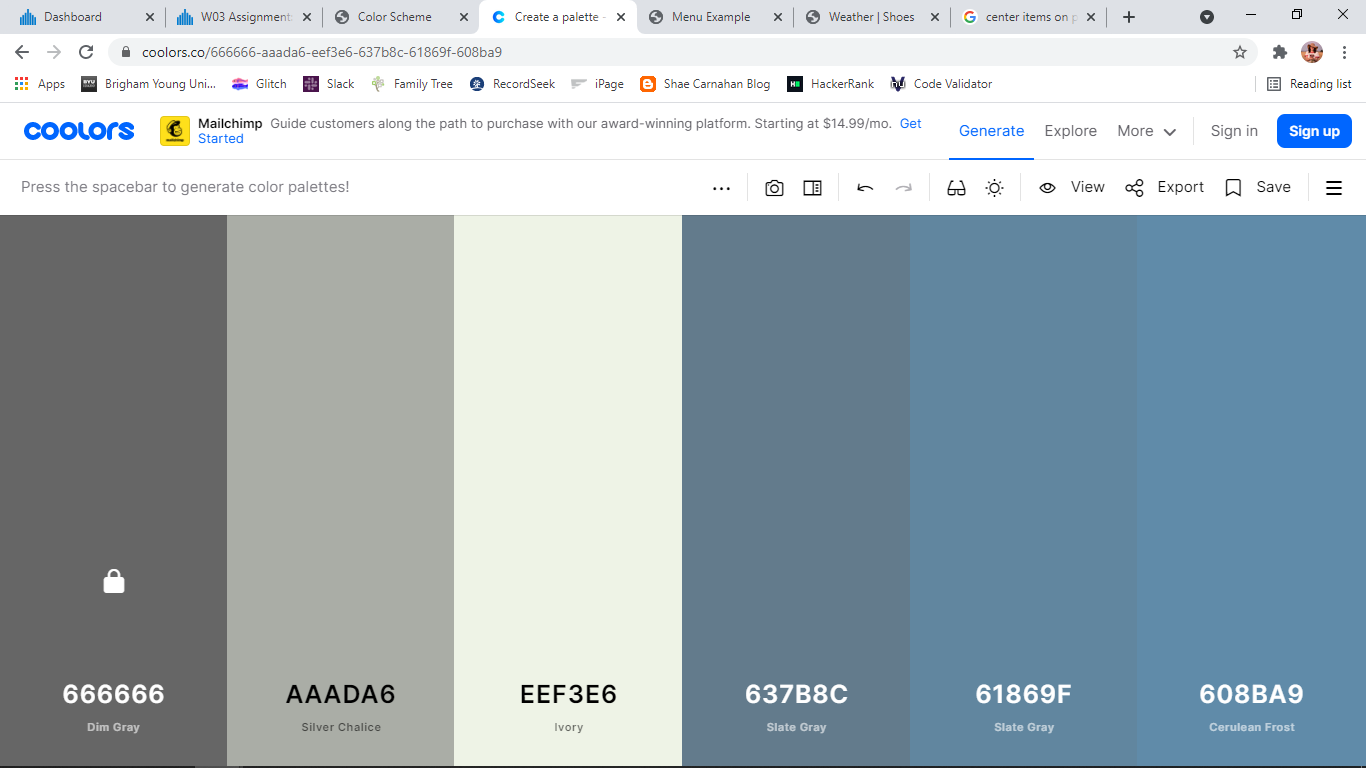 Dashboard
W03 Assignment:
Color Scheme
Create a palette -
Menu Example
Weather | Shoes
center items on p
coolors.co/666666-aaada6-eef3e6-637b8c-61869f-608ba9
Apps
BYU
Brigham Young Uni...
Glitch
Slack
Family Tree
RecordSeek
iPage
Shae Carnahan Blog
HackerRank
Code Validator
Reading list
coolors
Mailchimp Guide customers along the path to purchase with our award-winning platform. Starting at $14.99/mo. Get
Started
Generate
Explore
More
Sign in
Sign up
Press the spacebar to generate color palettes!
View
Export
Save
666666
Dim Gray
AAADA6
Silver Chalice
EEF3E6
Ivory
637B8C
Slate Gray
61869F
Slate Gray
608BA9
Cerulean Frost